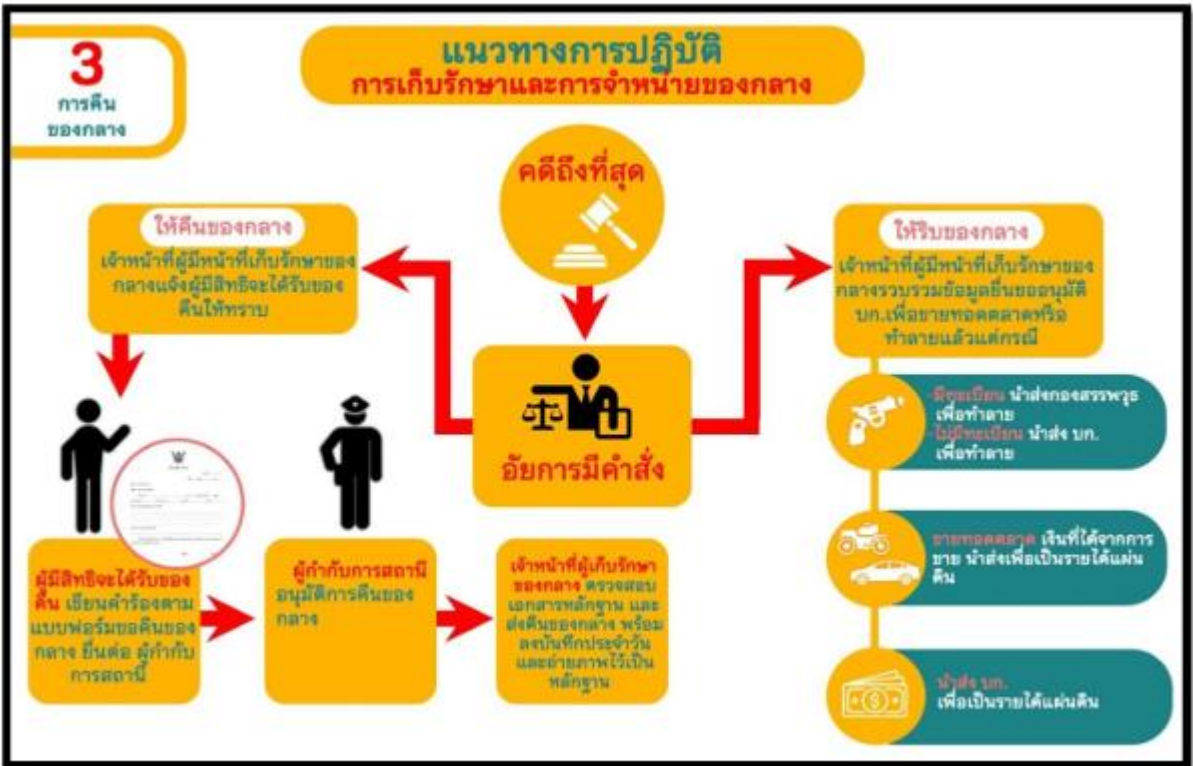 3
การคืน
ของกลาง
แนวทางการปฏิบัติ
การเก็บรักษาและการจำหน่ายของกลาง
คดีถึงที่สุด
ให้คืนของกลาง
เจ้าหน้าที่ผู้มีหน้าที่เก็บรักษาของ
กลางแจ้งผู้มีสิทธิจะได้รับของ
คืนให้ทราบ
ให้ริบของกลาง
เจ้าหน้าที่ผู้มีหน้าที่เก็บรักษาของ
กลางรวบรวมข้อมูลยื่นขออนุมัติ
บก.เพื่อขายทอดตลาดหรือ
ทำลายแล้วแต่กรณี
อัยการมีคำสั่ง
-มีทะเบียน นำส่งกองสรรพาวุธ
เพื่อทำลาย
-ไม่มีทะเบียน นำส่ง บก.
เพื่อทำลาย
ขายทอดตลาด เงินที่ได้จากการ
ขาย นำส่งเพื่อเป็นรายได้แผ่น
ดิน
นำส่ง บก.
เพื่อเป็นรายได้แผ่นดิน
ผู้มีสิทธิจะได้รับของ
คืน เขียนคำร้องตาม
แบบฟอร์มขอคืนของ
กลาง ยื่นต่อ ผู้กำกับ
การสถานี
ผู้กำกับการสถานี
อนุมัติการคืนของ
กลาง
เจ้าหน้าที่ผู้เก็บรักษา
ของกลาง ตรวจสอบ
เอกสารหลักฐาน และ
ส่งคืนของกลาง พร้อม
ลงบันทึกประจำวัน
และถ่ายภาพไว้เป็น
หลักฐาน